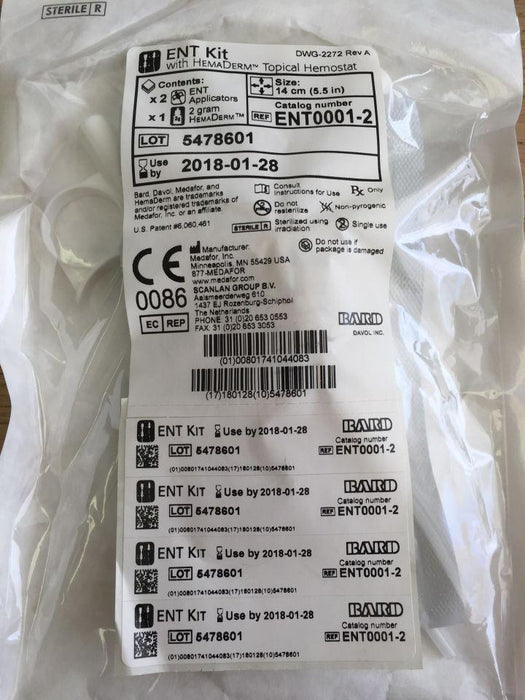 STERILE R
ENT Kit
DWG-2272 Rev A
with HemaDerm™ Topical Hemostat
Contents:
x 2 ENT Applicators
x 1 2 gram HemaDerm™
Size:
14 cm (5.5 in)
Catalog number
REF ENT0001-2
LOT 5478601
Use by 2018-01-28
Bard, Davol, Medafor, and
HemaDerm are trademarks
and/or registered trademarks of
Medafor, Inc. or an affiliate.
U.S. Patent #6,060,461
Consult Instructions for Use
Rx Only
Do not resterilize
Non-pyrogenic
STERILE R Sterilized using irradiation
Single use
Do not use if package is damaged
CE
0086
Manufacturer:
Medafor, Inc.
Minneapolis, MN 55429 USA
877-MEDAFOR
www.medafor.com
EC REP
SCANLAN GROUP B.V.
Aalsmeerderweg 610
1437 EJ Rozenburg-Schiphol
The Netherlands
PHONE 31 (0)20 653 0553
FAX: 31 (0)20 653 3053
BARD
DAVOL INC.
(01)00801741044083
(17)180128(10)5478601
ENT Kit Use by 2018-01-28 BARD
Catalog number
LOT 5478601 REF ENT0001-2
(01)00801741044083(17)180128(10)5478601
ENT Kit Use by 2018-01-28 BARD
Catalog number
LOT 5478601 REF ENT0001-2
(01)00801741044083(17)180128(10)5478601
ENT Kit Use by 2018-01-28 BARD
Catalog number
LOT 5478601 REF ENT0001-2
(01)00801741044083(17)180128(10)5478601
ENT Kit Use by 2018-01-28 BARD
Catalog number
LOT 5478601 REF ENT0001-2
(01)00801741044083(17)180128(10)5478601